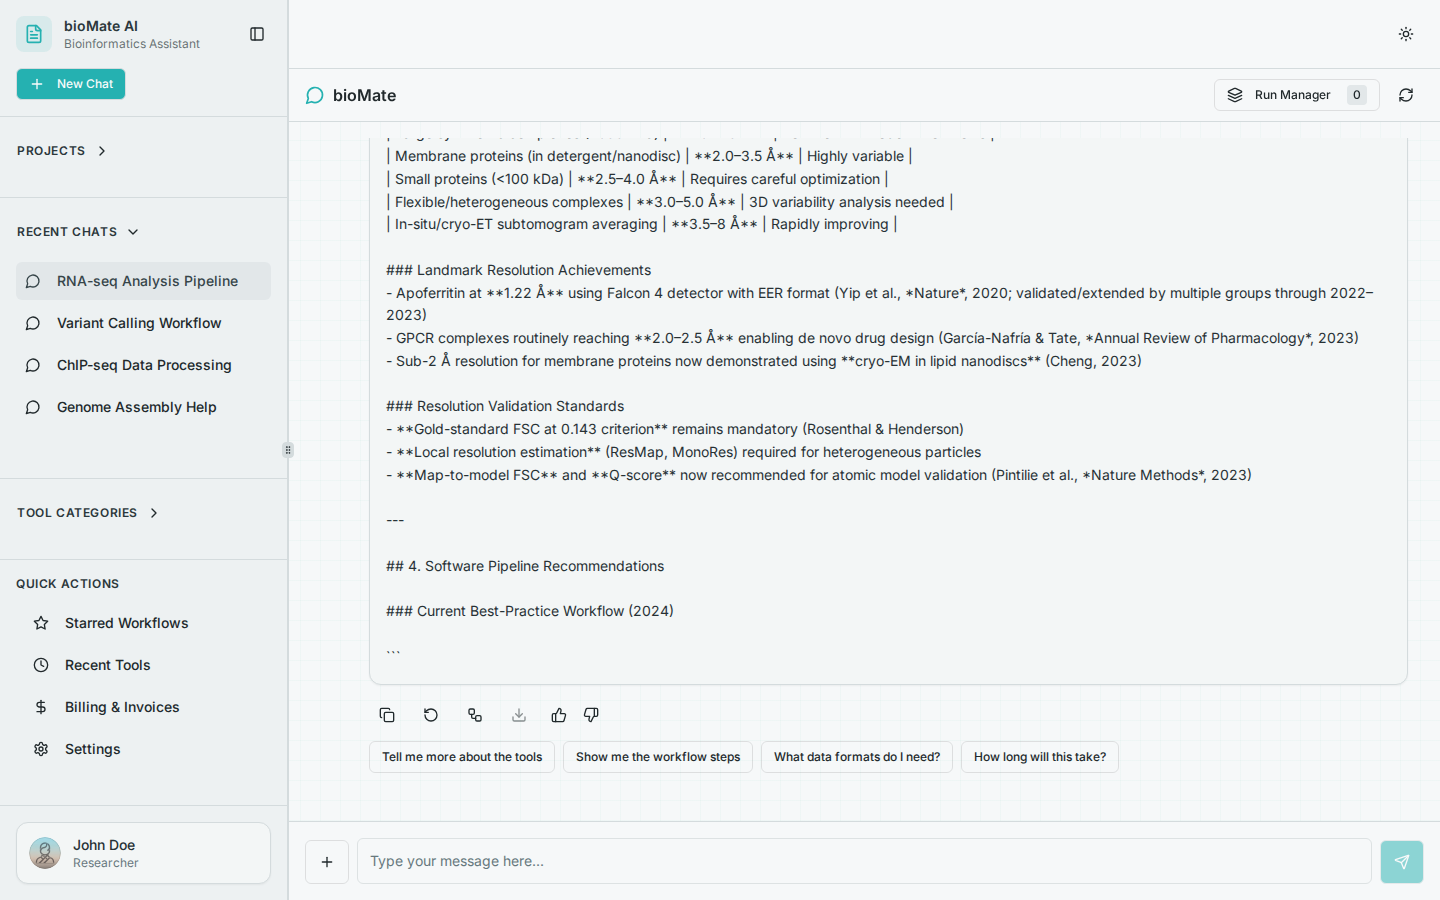 bioMate AI
Bioinformatics Assistant
New Chat
PROJECTS
RECENT CHATS
RNA-seq Analysis Pipeline
Variant Calling Workflow
ChIP-seq Data Processing
Genome Assembly Help
TOOL CATEGORIES
QUICK ACTIONS
Starred Workflows
Recent Tools
Billing & Invoices
Settings
John Doe
Researcher
bioMate
Run Manager 0
| Membrane proteins (in detergent/nanodisc) | **2.0–3.5 Å** | Highly variable |
| Small proteins (<100 kDa) | **2.5–4.0 Å** | Requires careful optimization |
| Flexible/heterogeneous complexes | **3.0–5.0 Å** | 3D variability analysis needed |
| In-situ/cryo-ET subtomogram averaging | **3.5–8 Å** | Rapidly improving |
### Landmark Resolution Achievements
- Apoferritin at **1.22 Å** using Falcon 4 detector with EER format (Yip et al., *Nature*, 2020; validated/extended by multiple groups through 2022–
2023)
- GPCR complexes routinely reaching **2.0–2.5 Å** enabling de novo drug design (García-Nafría & Tate, *Annual Review of Pharmacology*, 2023)
- Sub-2 Å resolution for membrane proteins now demonstrated using **cryo-EM in lipid nanodiscs** (Cheng, 2023)
### Resolution Validation Standards
- **Gold-standard FSC at 0.143 criterion** remains mandatory (Rosenthal & Henderson)
- **Local resolution estimation** (ResMap, MonoRes) required for heterogeneous particles
- **Map-to-model FSC** and **Q-score** now recommended for atomic model validation (Pintilie et al., *Nature Methods*, 2023)
---
## 4. Software Pipeline Recommendations
### Current Best-Practice Workflow (2024)
```
Tell me more about the tools
Show me the workflow steps
What data formats do I need?
How long will this take?
Type your message here...